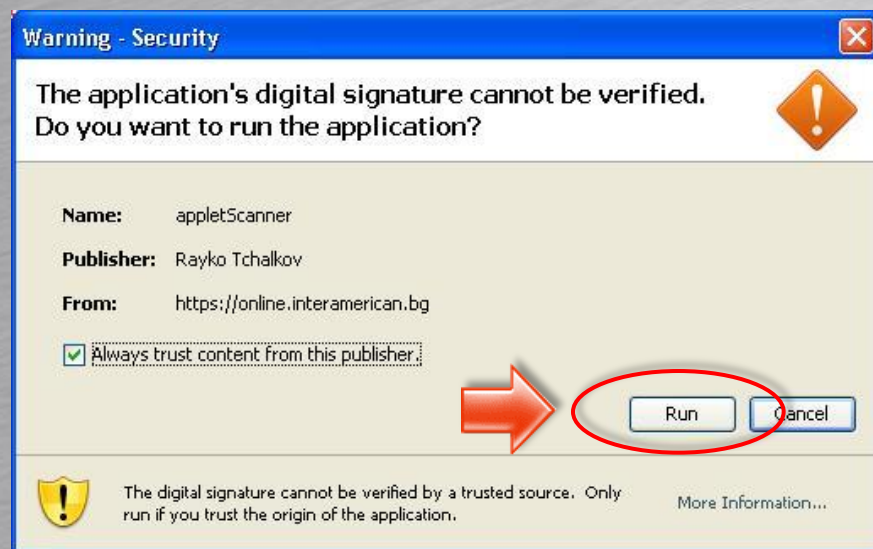 Warning - Security
The application's digital signature cannot be verified.
Do you want to run the application?
Name: appletScanner
Publisher: Rayko Tchalkov
From: https://online.interamerican.bg
Always trust content from this publisher.
Run Cancel
The digital signature cannot be verified by a trusted source. Only
run if you trust the origin of the application.
More Information...